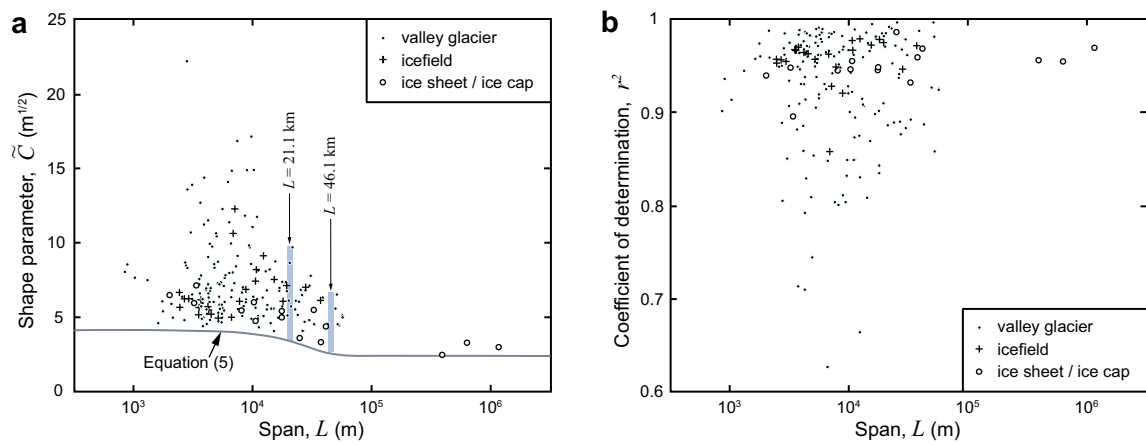 a
25
20
15
10
5
0
Shape parameter, C̃ (m1/2)
valley glacier
icefield
ice sheet / ice cap
L = 21.1 km
L = 46.1 km
Equation (5)
10³ 10⁴ 10⁵ 10⁶
Span, L (m)
b
1
0.9
0.8
0.7
0.6
Coefficient of determination, r²
valley glacier
icefield
ice sheet / ice cap
10³ 10⁴ 10⁵ 10⁶
Span, L (m)